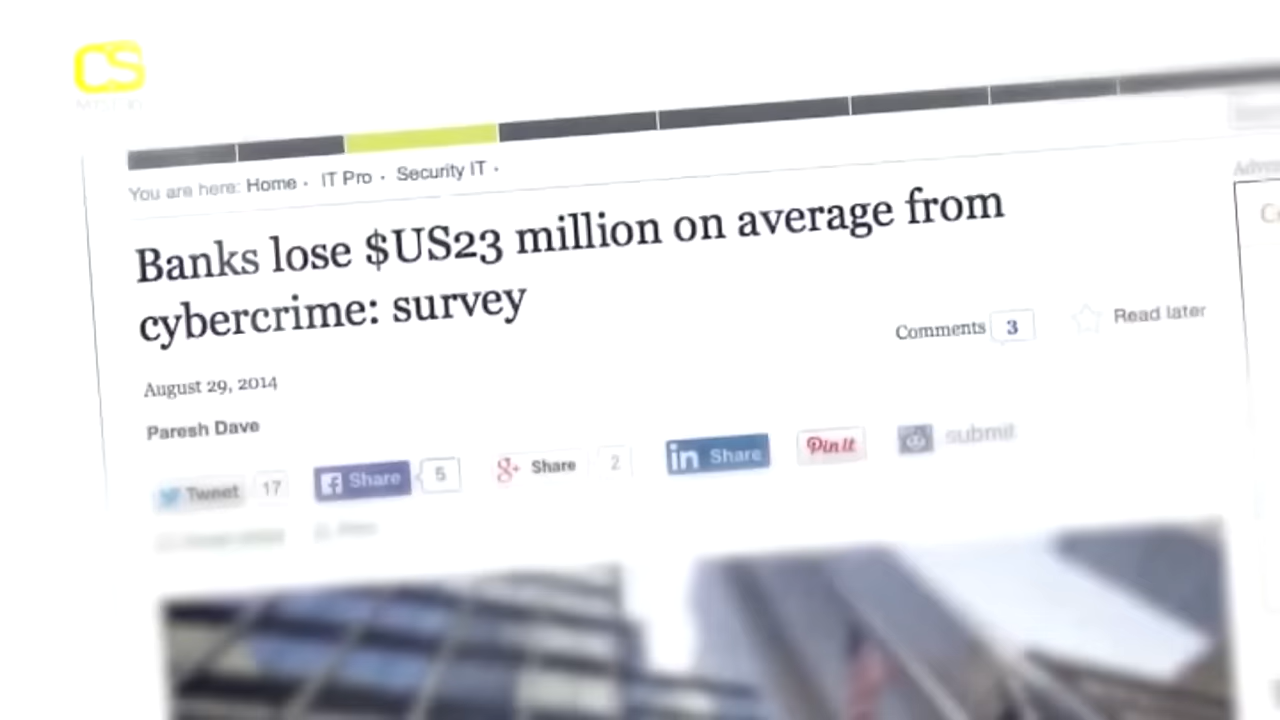 CS
You are here: Home · IT Pro · Security IT ·
Banks lose $US23 million on average from
cybercrime: survey
Comments 3 Read later
August 29, 2014
Paresh Dave
Tweet 17 Share 5 Share 2 in Share Pin It submit